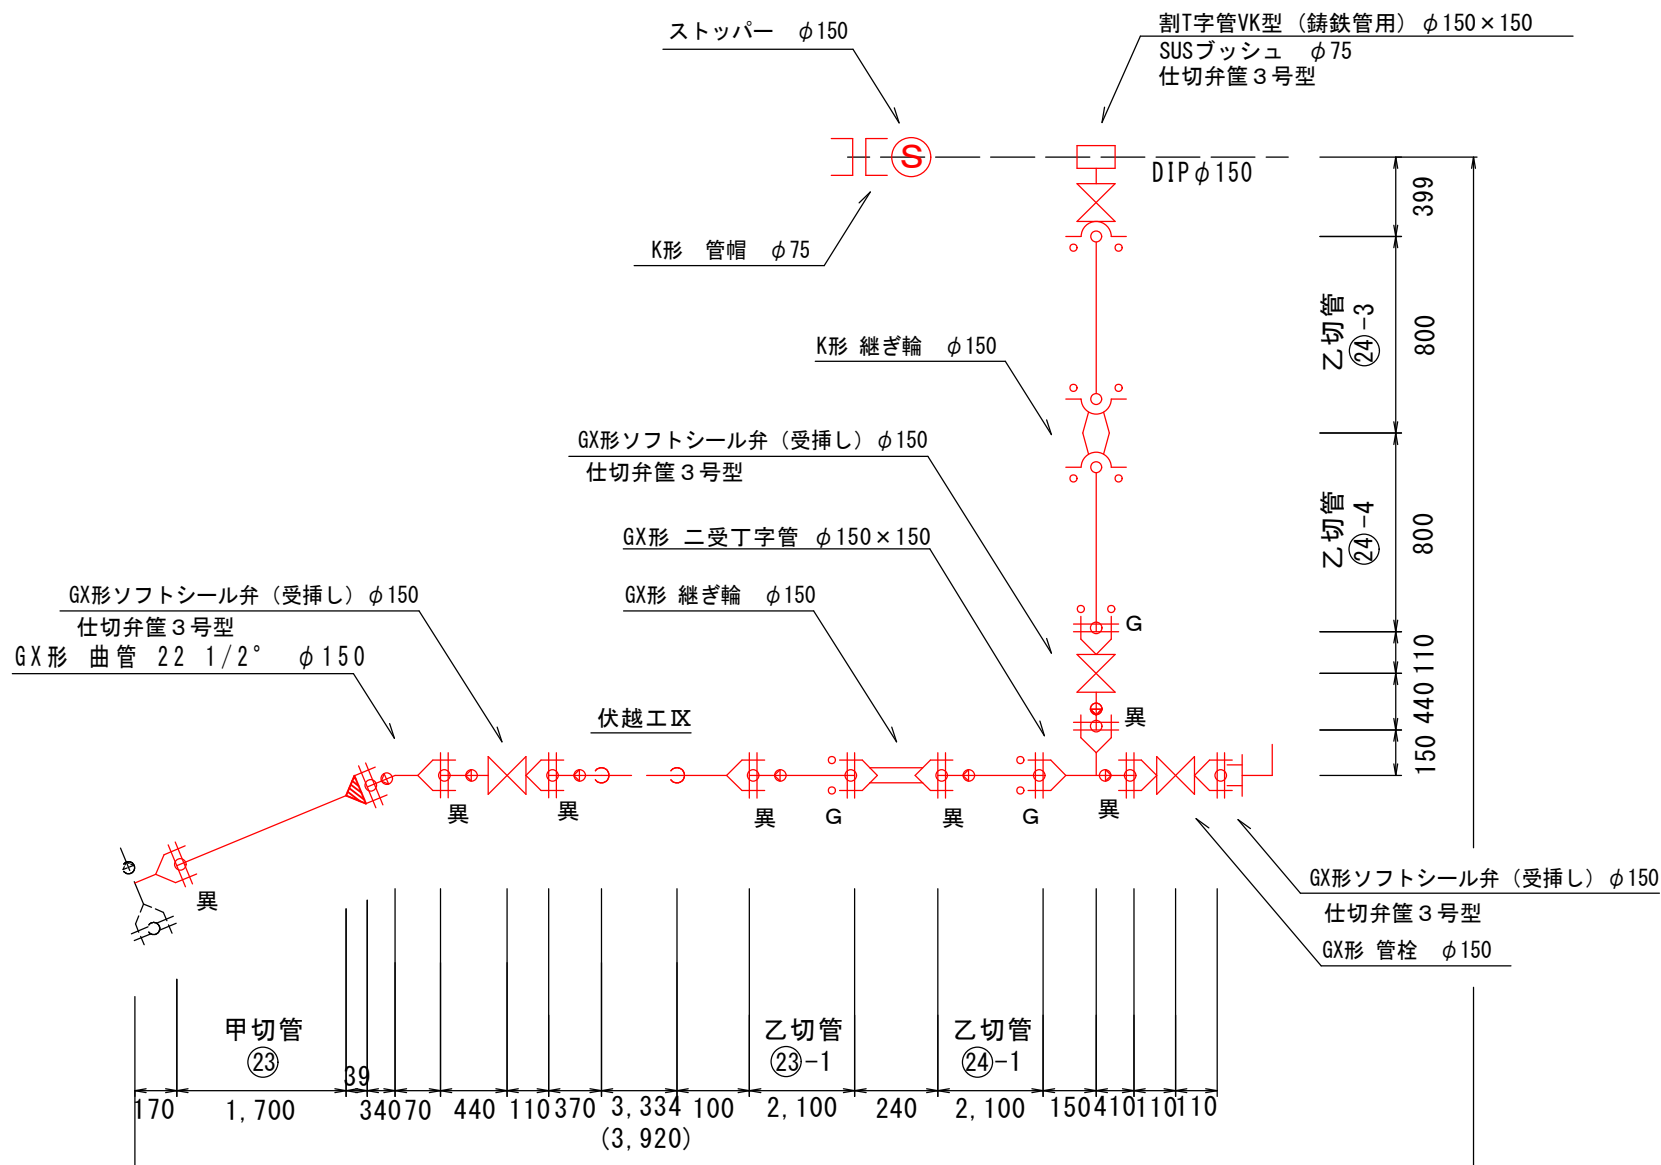 ストッパー φ150
割T字管VK型（鋳鉄管用）φ150×150
SUSブッシュ φ75
仕切弁筐３号型
S
DIPφ150
399
K形 管帽 φ75
乙切管
㉔-3
800
K形 継ぎ輪 φ150
GX形ソフトシール弁（受挿し）φ150
仕切弁筐３号型
乙切管
㉔-4
800
GX形 二受丁字管 φ150×150
GX形ソフトシール弁（受挿し）φ150
仕切弁筐３号型
GX形 継ぎ輪 φ150
GX形 曲管 22 1/2° φ150
G
110
440
150
伏越工Ⅸ
異
異
異
異
G
異
G
異
異
GX形ソフトシール弁（受挿し）φ150
仕切弁筐３号型
GX形 管栓 φ150
甲切管
㉓
乙切管
㉓-1
乙切管
㉔-1
39
170 1,700 340 70 440 110 370 3,334 100 2,100 240 2,100 150 410 110 110
(3,920)